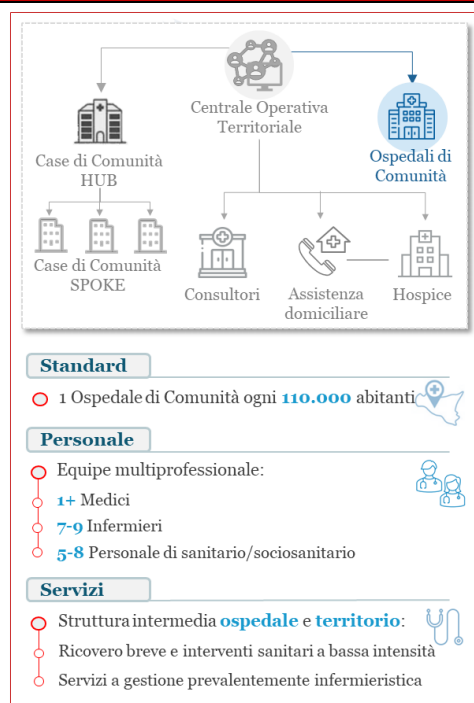 Centrale Operativa
Territoriale
Case di Comunità
HUB
Ospedali di
Comunità
Case di Comunità
SPOKE
Consultori
Assistenza
domiciliare
Hospice
Standard
1 Ospedale di Comunità ogni 110.000 abitanti
Personale
Equipe multiprofessionale:
1+ Medici
7-9 Infermieri
5-8 Personale di sanitario/sociosanitario
Servizi
Struttura intermedia ospedale e territorio:
Ricovero breve e interventi sanitari a bassa intensità
Servizi a gestione prevalentemente infermieristica